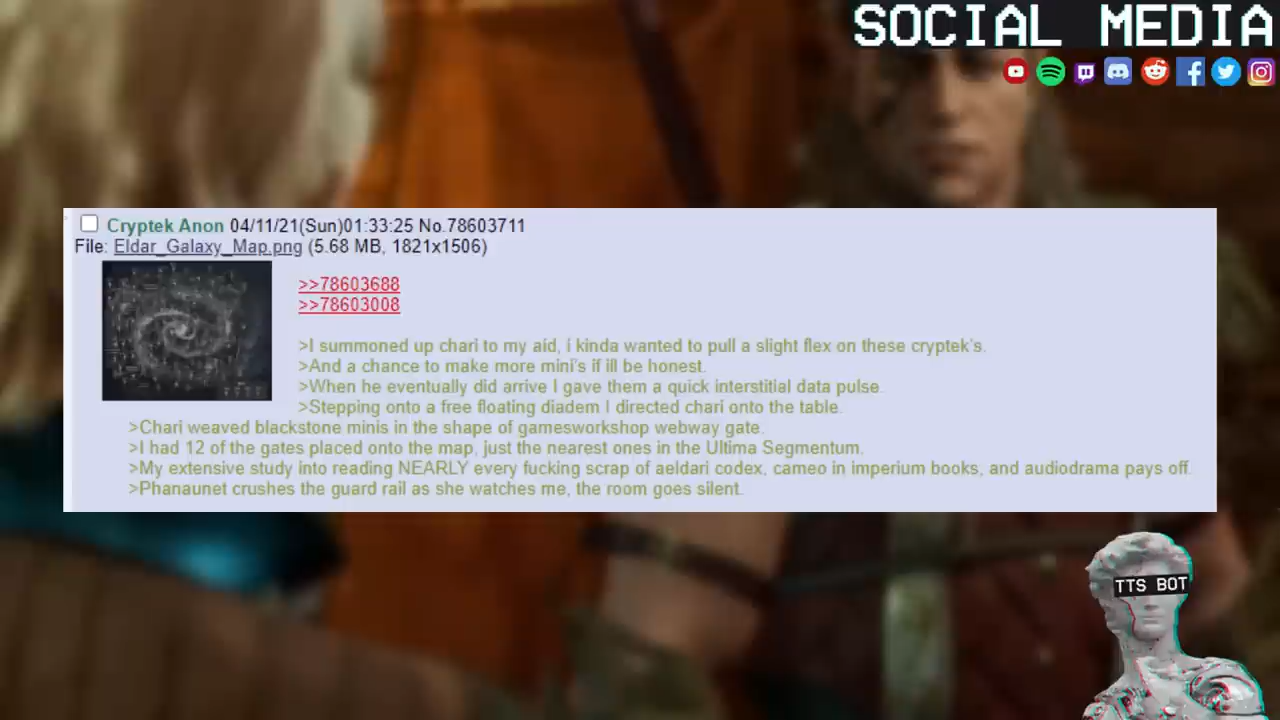 SOCIAL MEDIA
Cryptek Anon 04/11/21(Sun)01:33:25 No.78603711
File: Eldar_Galaxy_Map.png (5.68 MB, 1821x1506)
>>78603688
>>78603008
>I summoned up chari to my aid, i kinda wanted to pull a slight flex on these cryptek's.
>And a chance to make more mini's if ill be honest.
>When he eventually did arrive I gave them a quick interstitial data pulse.
>Stepping onto a free floating diadem I directed chari onto the table.
>Chari weaved blackstone minis in the shape of gamesworkshop webway gate.
>I had 12 of the gates placed onto the map, just the nearest ones in the Ultima Segmentum.
>My extensive study into reading NEARLY every fucking scrap of aeldari codex, cameo in imperium books, and audiodrama pays off.
>Phanaunet crushes the guard rail as she watches me, the room goes silent.
TTS BOT